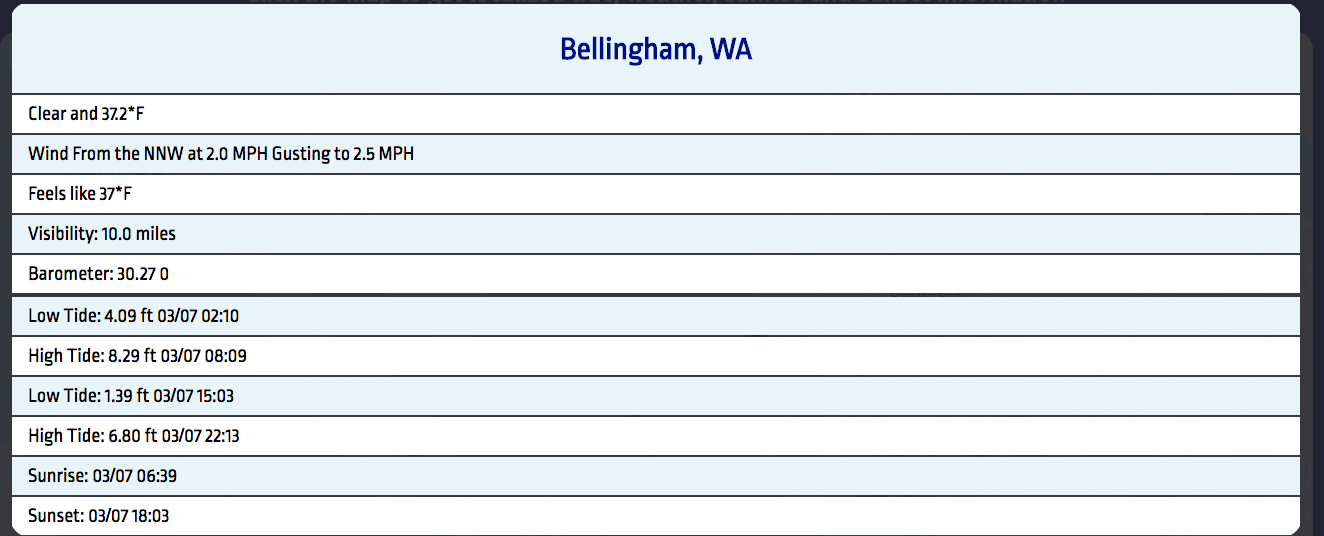 Bellingham, WA
Clear and 37.2*F
Wind From the NNW at 2.0 MPH Gusting to 2.5 MPH
Feels like 37*F
Visibility: 10.0 miles
Barometer: 30.27 0
Low Tide: 4.09 ft 03/07 02:10
High Tide: 8.29 ft 03/07 08:09
Low Tide: 1.39 ft 03/07 15:03
High Tide: 6.80 ft 03/07 22:13
Sunrise: 03/07 06:39
Sunset: 03/07 18:03